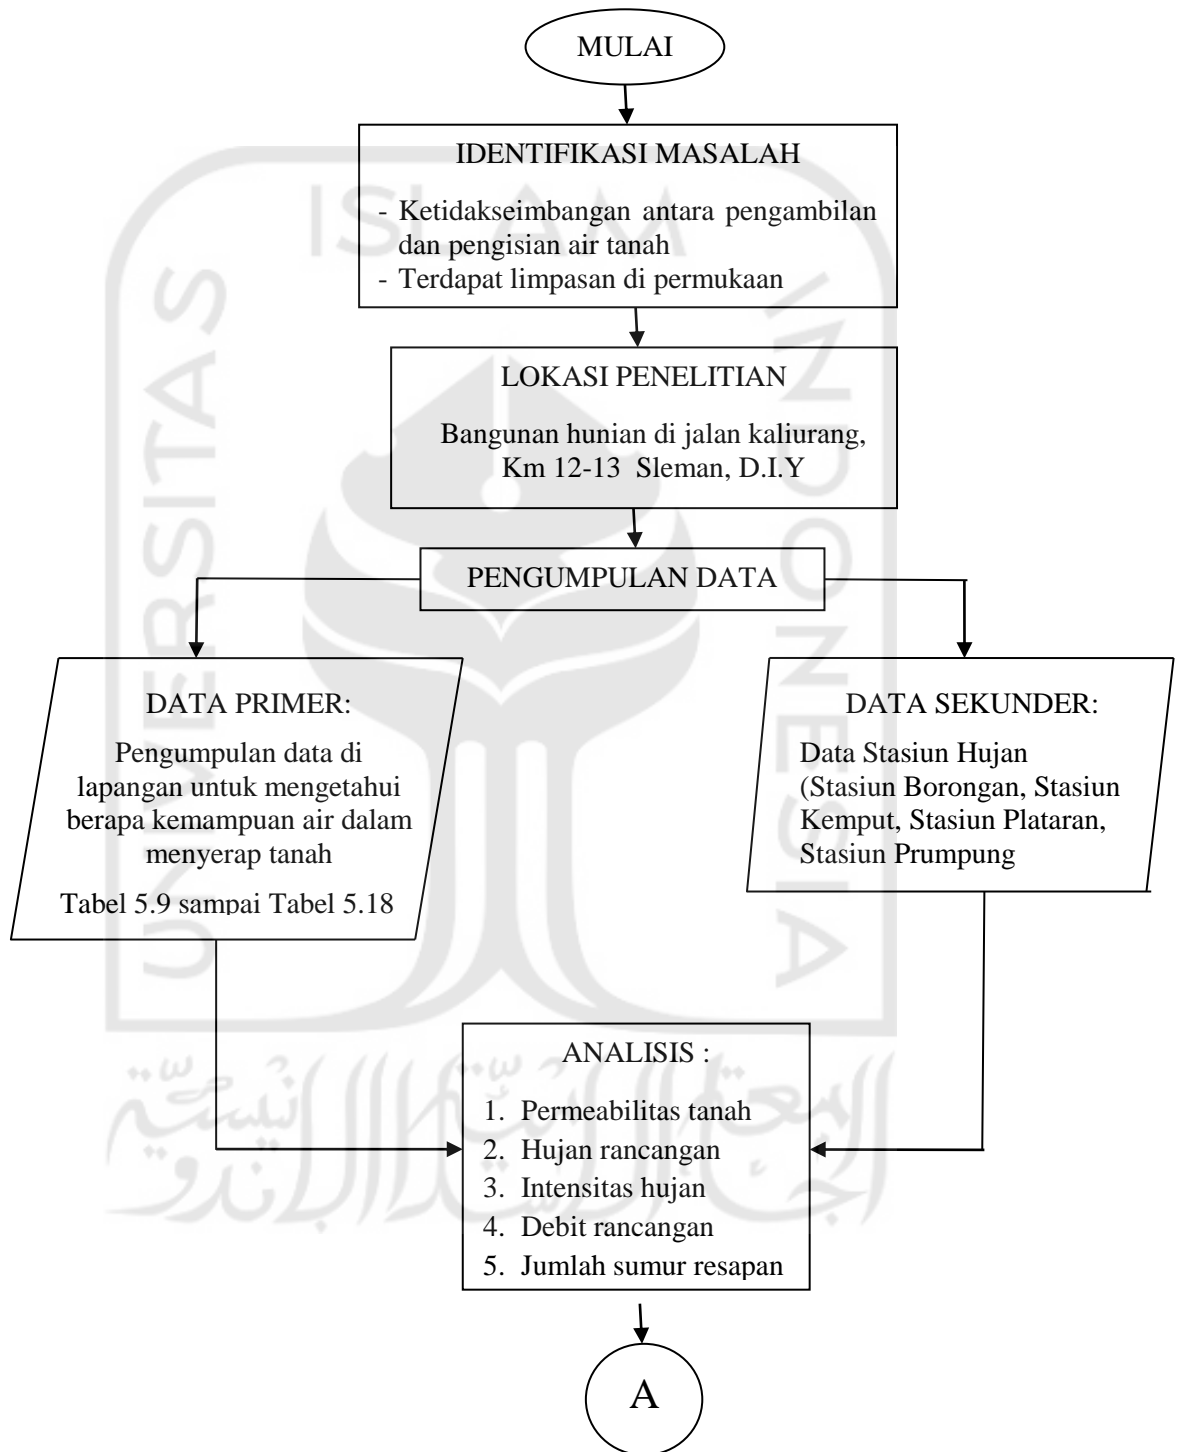 MULAI
IDENTIFIKASI MASALAH
- Ketidakseimbangan antara pengambilan
dan pengisian air tanah
- Terdapat limpasan di permukaan
LOKASI PENELITIAN
Bangunan hunian di jalan kaliurang,
Km 12-13 Sleman, D.I.Y
PENGUMPULAN DATA
DATA PRIMER:
Pengumpulan data di
lapangan untuk mengetahui
berapa kemampuan air dalam
menyerap tanah
Tabel 5.9 sampai Tabel 5.18
DATA SEKUNDER:
Data Stasiun Hujan
(Stasiun Borongan, Stasiun
Kemput, Stasiun Plataran,
Stasiun Prumpung
ANALISIS :
1. Permeabilitas tanah
2. Hujan rancangan
3. Intensitas hujan
4. Debit rancangan
5. Jumlah sumur resapan
A
UNIVERSITAS
ISLAM
INDONESIA